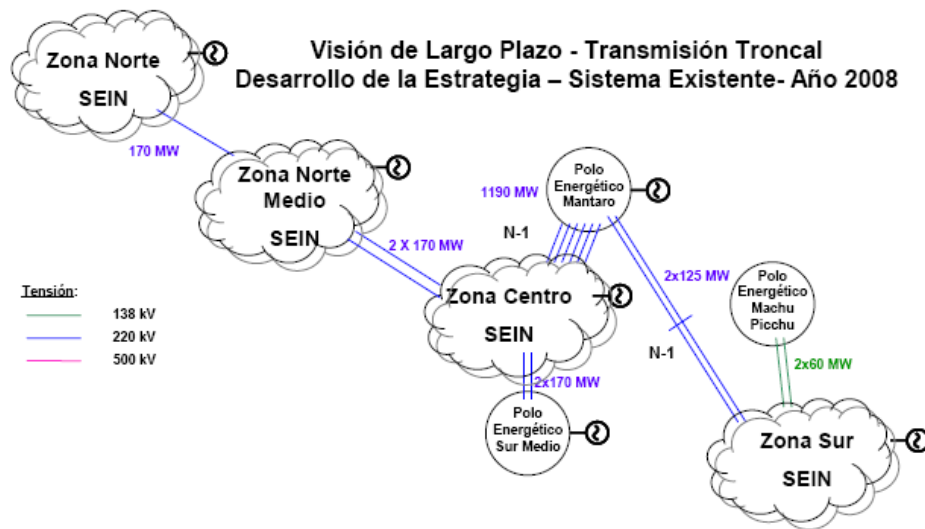 Visión de Largo Plazo - Transmisión Troncal
Desarrollo de la Estrategia – Sistema Existente- Año 2008
Zona Norte
SEIN
170 MW
Zona Norte
Medio
SEIN
2 X 170 MW
1190 MW
N-1
Polo
Energético
Mantaro
Zona Centro
SEIN
2x125 MW
N-1
Polo
Energético
Machu
Picchu
2x60 MW
2x170 MW
Polo
Energético
Sur Medio
Zona Sur
SEIN
Tensión:
138 kV
220 kV
500 kV